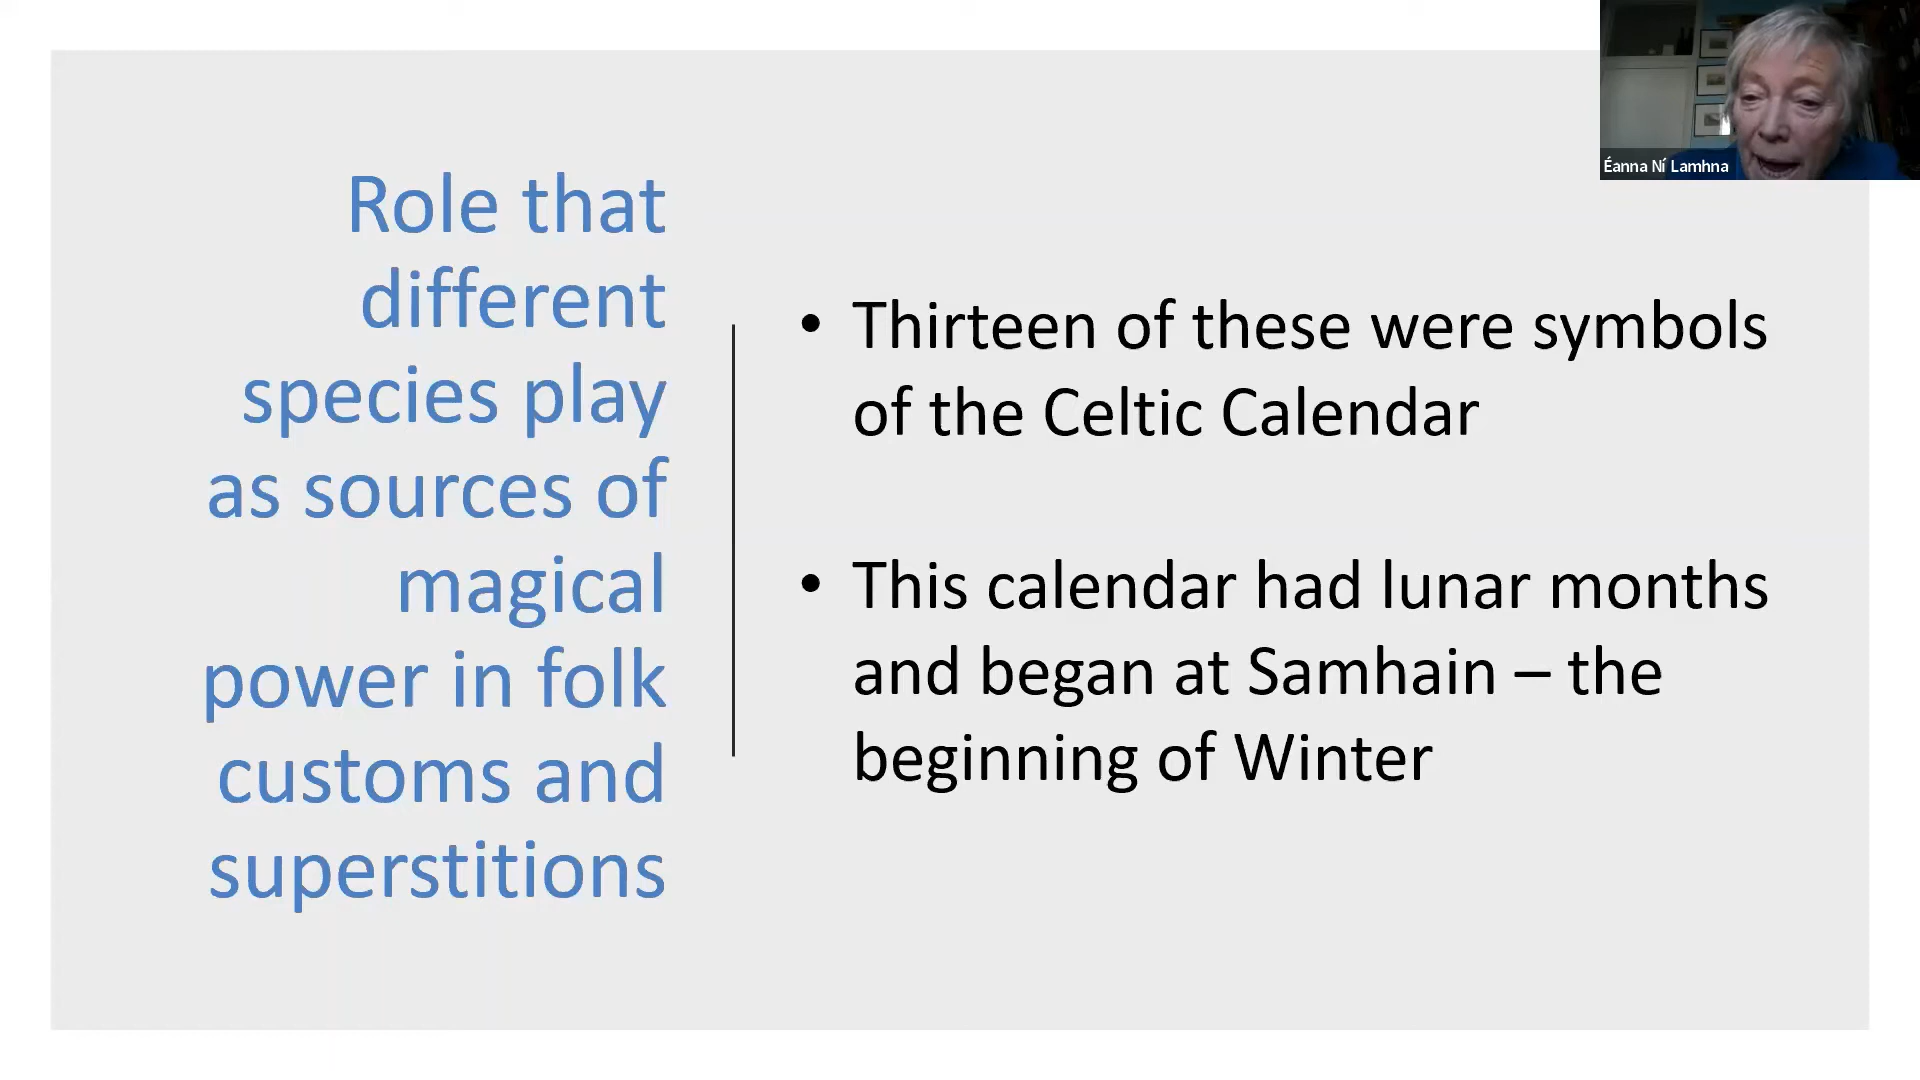 Role that
different
species play
as sources of
magical
power in folk
customs and
superstitions
• Thirteen of these were symbols
of the Celtic Calendar
• This calendar had lunar months
and began at Samhain – the
beginning of Winter
Éanna Ní Lamhna